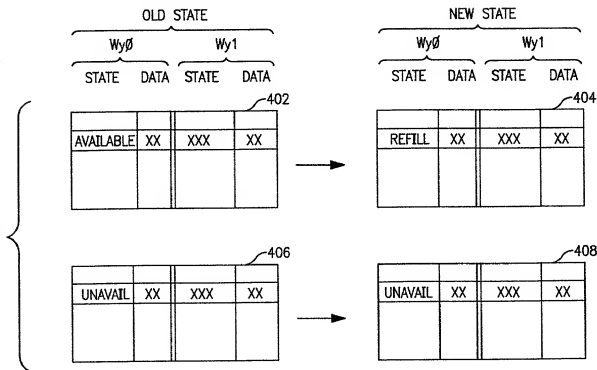 OLD STATE NEW STATE
WyØ Wy1 WyØ Wy1
STATE DATA STATE DATA STATE DATA STATE DATA
402 404
AVAILABLE XX XXX XX REFILL XX XXX XX
406 408
UNAVAIL XX XXX XX UNAVAIL XX XXX XX